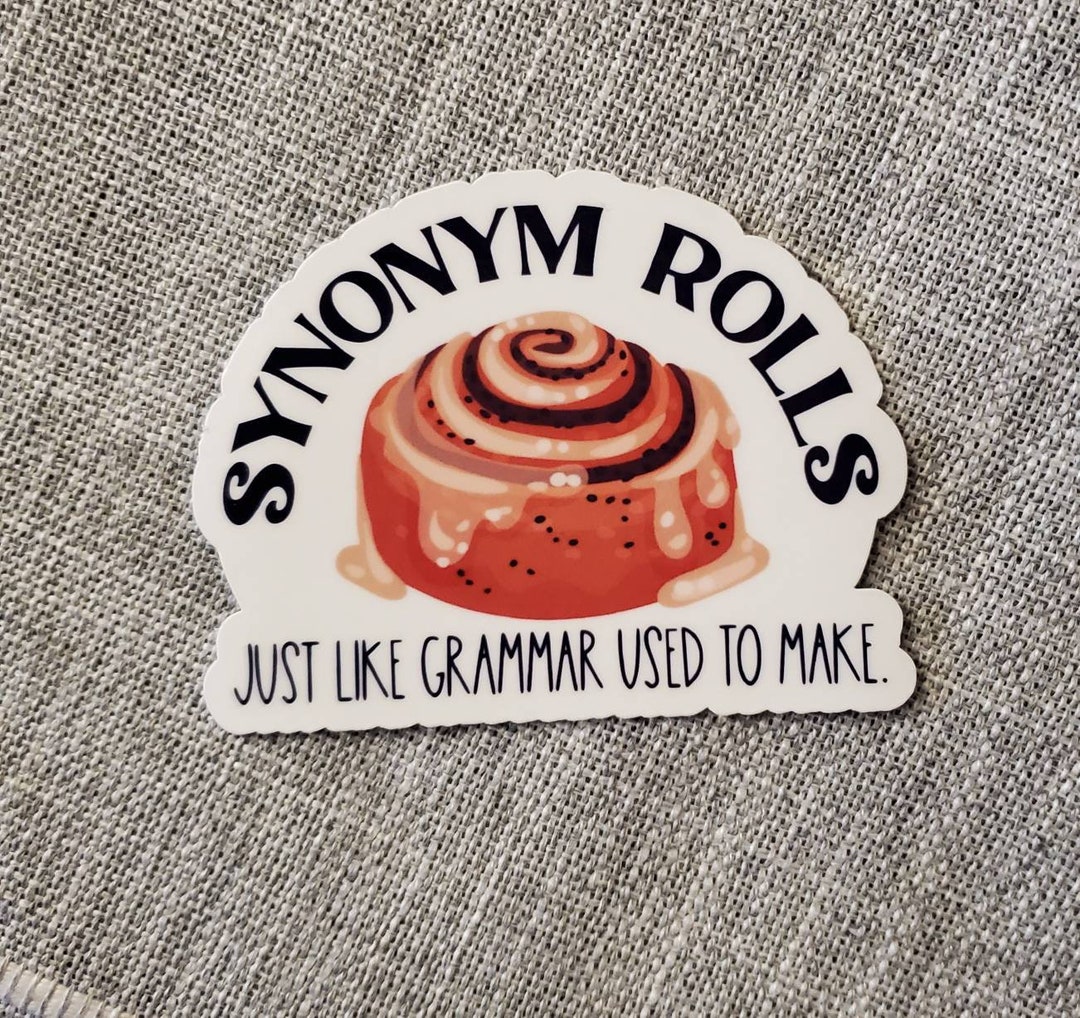 SYNONYM ROLLS
JUST LIKE GRAMMAR USED TO MAKE.